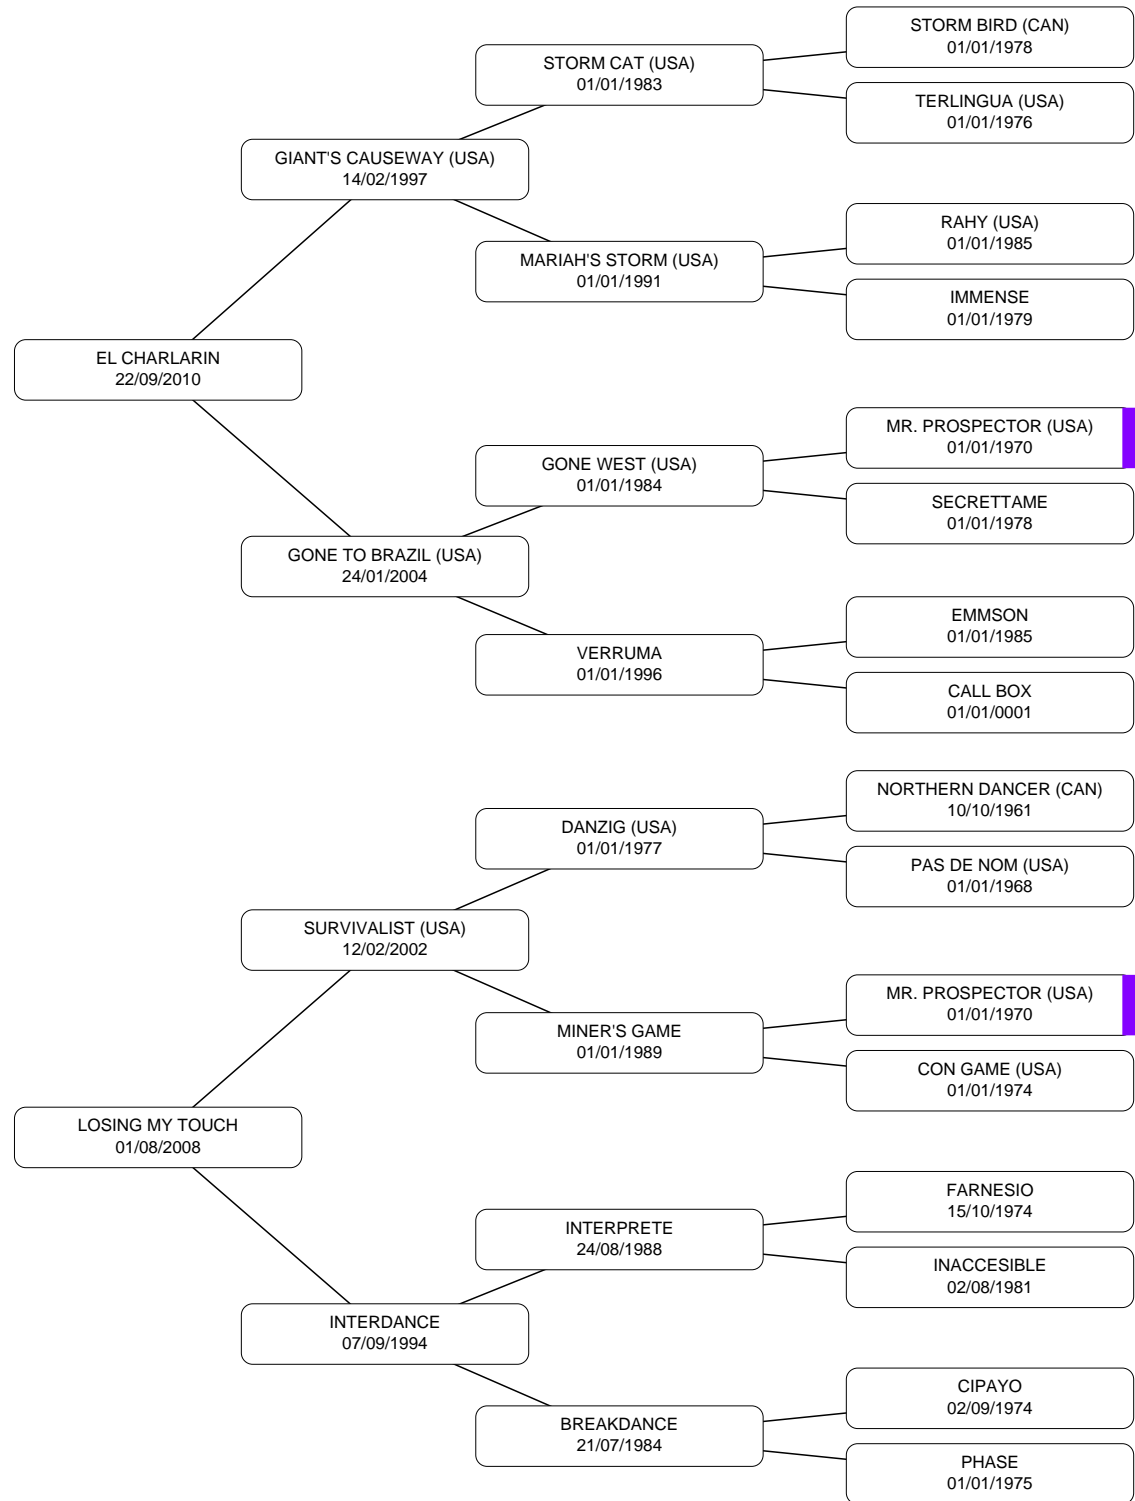 STORM BIRD (CAN)
01/01/1978
STORM CAT (USA)
01/01/1983
TERLINGUA (USA)
01/01/1976
GIANT'S CAUSEWAY (USA)
14/02/1997
RAHY (USA)
01/01/1985
MARIAH'S STORM (USA)
01/01/1991
IMMENSE
01/01/1979
EL CHARLARIN
22/09/2010
MR. PROSPECTOR (USA)
01/01/1970
GONE WEST (USA)
01/01/1984
SECRETTAME
01/01/1978
GONE TO BRAZIL (USA)
24/01/2004
EMMSON
01/01/1985
VERRUMA
01/01/1996
CALL BOX
01/01/0001
NORTHERN DANCER (CAN)
10/10/1961
DANZIG (USA)
01/01/1977
PAS DE NOM (USA)
01/01/1968
SURVIVALIST (USA)
12/02/2002
MR. PROSPECTOR (USA)
01/01/1970
MINER'S GAME
01/01/1989
CON GAME (USA)
01/01/1974
LOSING MY TOUCH
01/08/2008
FARNESIO
15/10/1974
INTERPRETE
24/08/1988
INACCESIBLE
02/08/1981
INTERDANCE
07/09/1994
CIPAYO
02/09/1974
BREAKDANCE
21/07/1984
PHASE
01/01/1975